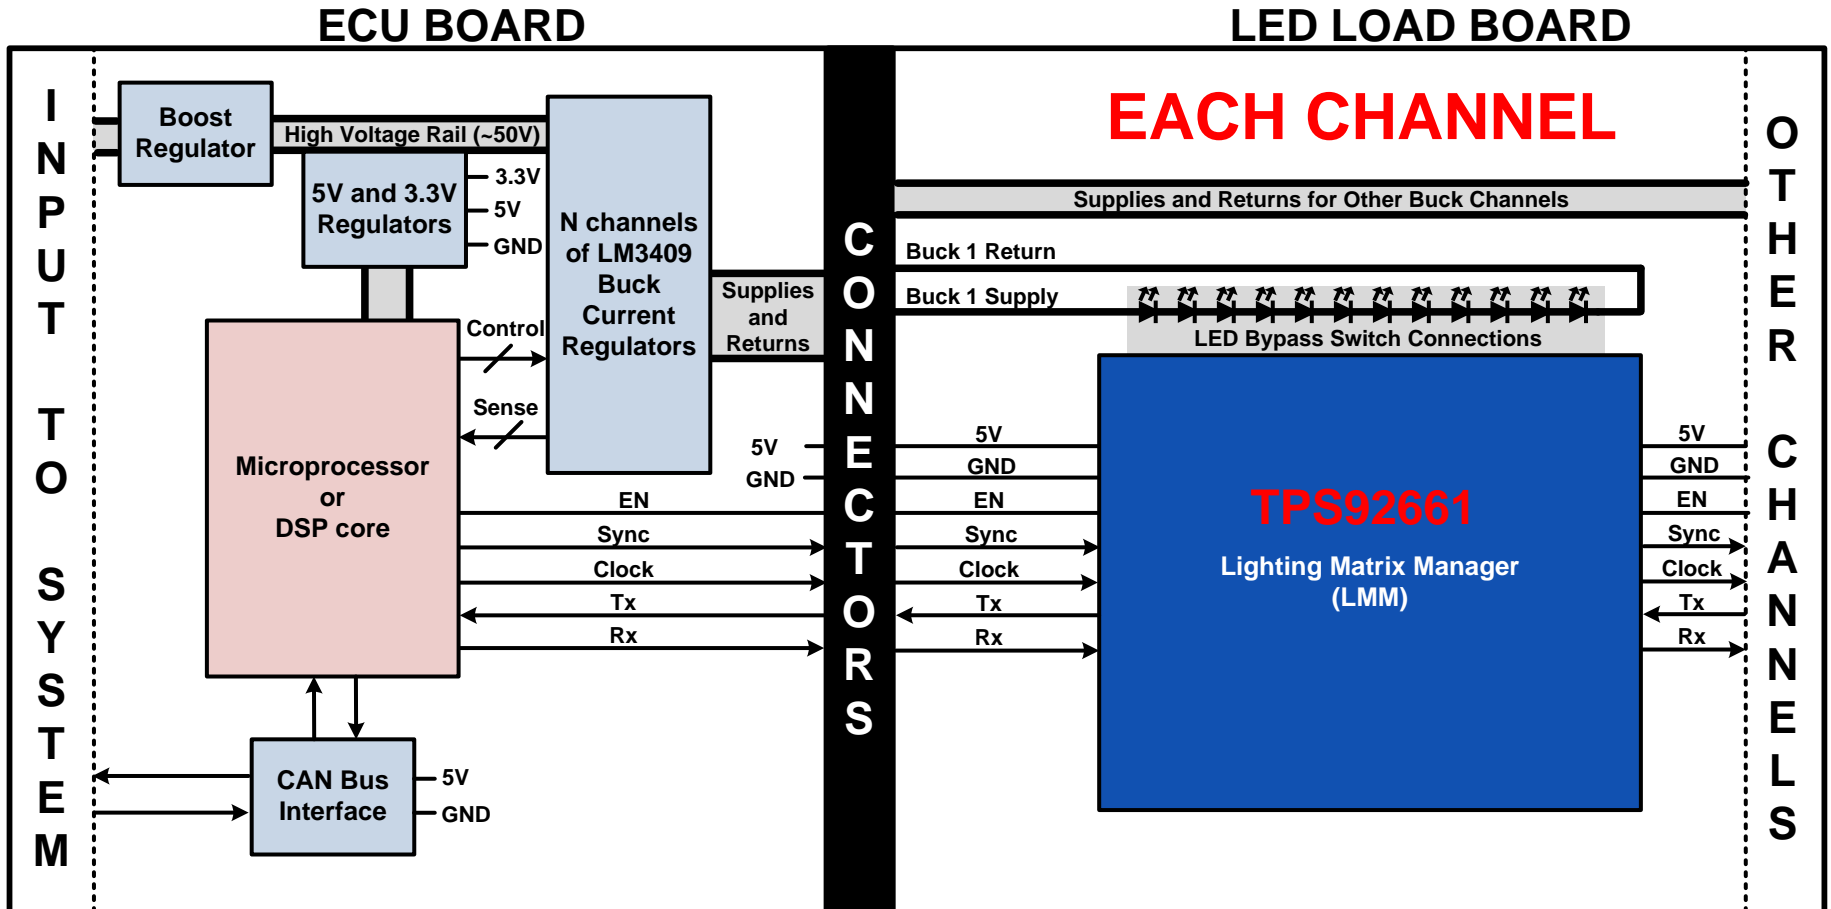 ECU BOARD
LED LOAD BOARD
INPUT TO SYSTEM
Boost
Regulator
High Voltage Rail (~50V)
5V and 3.3V
Regulators
3.3V
5V
GND
N channels
of LM3409
Buck
Current
Regulators
Supplies
and
Returns
Control
Sense
Microprocessor
or
DSP core
5V
GND
EN
Sync
Clock
Tx
Rx
CAN Bus
Interface
5V
GND
CONNECTORS
EACH CHANNEL
Supplies and Returns for Other Buck Channels
Buck 1 Return
Buck 1 Supply
LED Bypass Switch Connections
5V
GND
EN
Sync
Clock
Tx
Rx
TPS92661
Lighting Matrix Manager
(LMM)
5V
GND
EN
Sync
Clock
Tx
Rx
OTHER CHANNELS